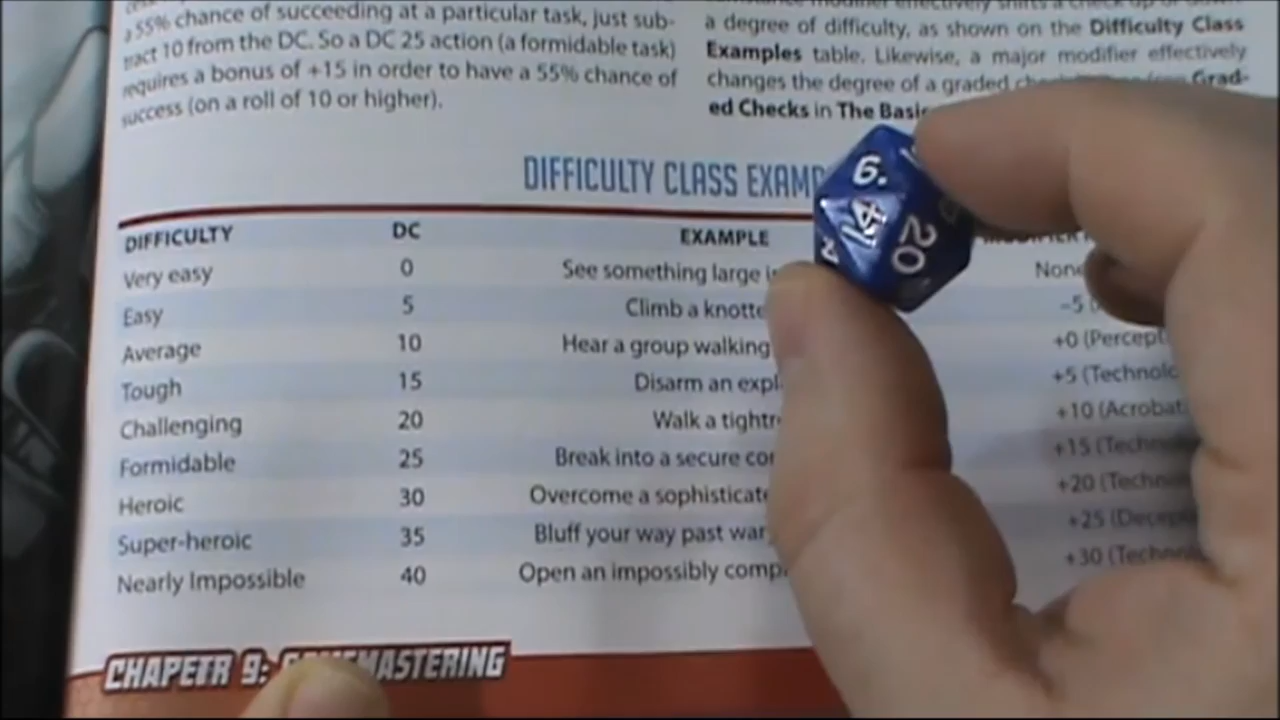 a 55% chance of succeeding at a particular task, just sub-
tract 10 from the DC. So a DC 25 action (a formidable task)
requires a bonus of +15 in order to have a 55% chance of
success (on a roll of 10 or higher).
a degree of difficulty, as shown on the Difficulty Class
Examples table. Likewise, a major modifier effectively
changes the degree of a graded Grad-
ed Checks in The
DIFFICULTY CLASS
DIFFICULTY DC EXAMPLE
Very easy 0 See something large
Easy 5 Climb a
Average 10 Hear a group walking +0
Tough 15 Disarm an +5
Challenging 20 Walk a +10
Formidable 25 Break into a secure +15
Heroic 30 Overcome a +20
Super-heroic 35 Bluff your way past +25
Nearly Impossible 40 Open an impossibly +30
CHAPETR 9:
6.
14
20